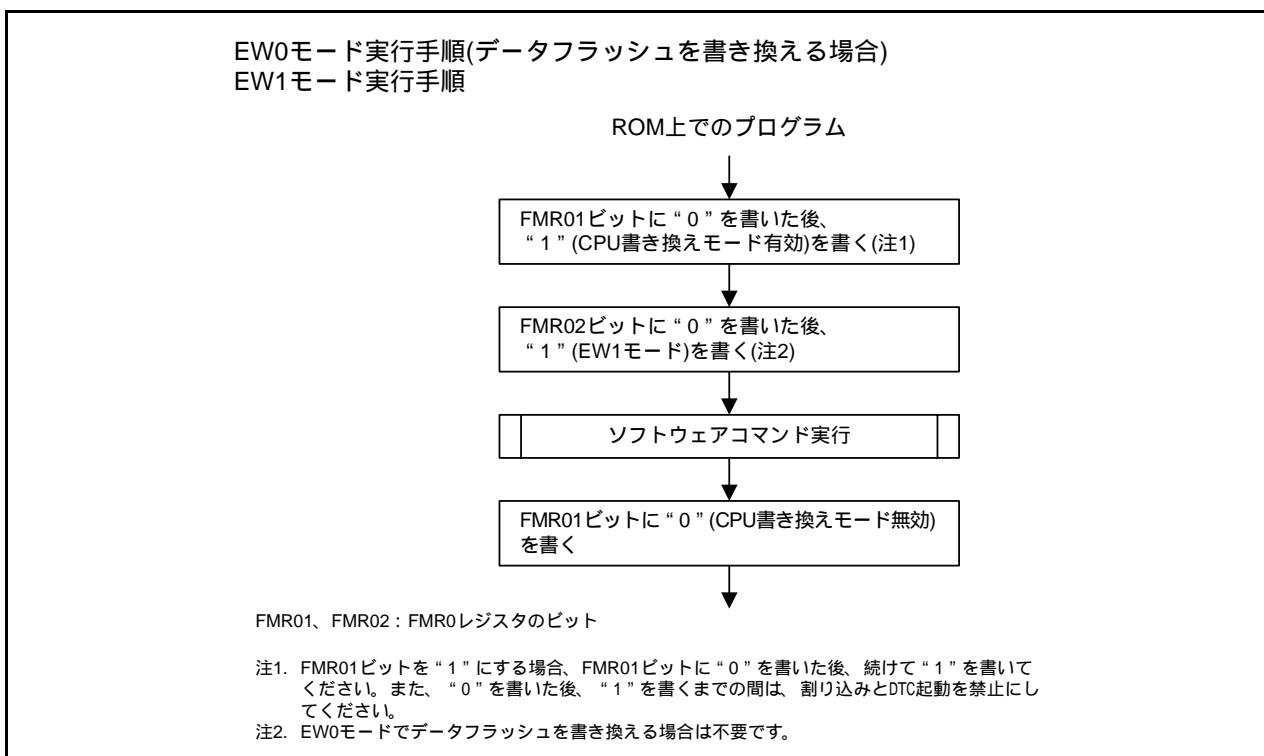 EW0モード実行手順(データフラッシュを書き換える場合)
EW1モード実行手順
ROM上でのプログラム
FMR01ビットに“0”を書いた後、
“1”(CPU書き換えモード有効)を書く(注1)
FMR02ビットに“0”を書いた後、
“1”(EW1モード)を書く(注2)
ソフトウェアコマンド実行
FMR01ビットに“0”(CPU書き換えモード無効)
を書く
FMR01、FMR02：FMR0レジスタのビット
注1. FMR01ビットを“1”にする場合、FMR01ビットに“0”を書いた後、続けて“1”を書いて
ください。また、“0”を書いた後、“1”を書くまでの間は、割り込みとDTC起動を禁止にし
てください。
注2. EW0モードでデータフラッシュを書き換える場合は不要です。